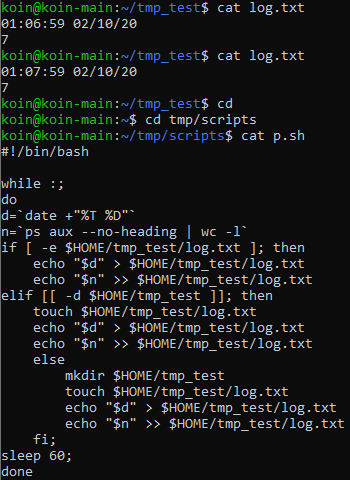 koin@koin-main:~/tmp_test$ cat log.txt
01:06:59 02/10/20
7
koin@koin-main:~/tmp_test$ cat log.txt
01:07:59 02/10/20
7
koin@koin-main:~/tmp_test$ cd
koin@koin-main:~$ cd tmp/scripts
koin@koin-main:~/tmp/scripts$ cat p.sh
#!/bin/bash

while :;
do
d=`date +"%T %D"`
n=`ps aux --no-heading | wc -l`
if [ -e $HOME/tmp_test/log.txt ]; then
    echo "$d" > $HOME/tmp_test/log.txt
    echo "$n" >> $HOME/tmp_test/log.txt
elif [[ -d $HOME/tmp_test ]]; then
    touch $HOME/tmp_test/log.txt
    echo "$d" > $HOME/tmp_test/log.txt
    echo "$n" >> $HOME/tmp_test/log.txt
    else
        mkdir $HOME/tmp_test
        touch $HOME/tmp_test/log.txt
        echo "$d" > $HOME/tmp_test/log.txt
        echo "$n" >> $HOME/tmp_test/log.txt
    fi;
sleep 60;
done